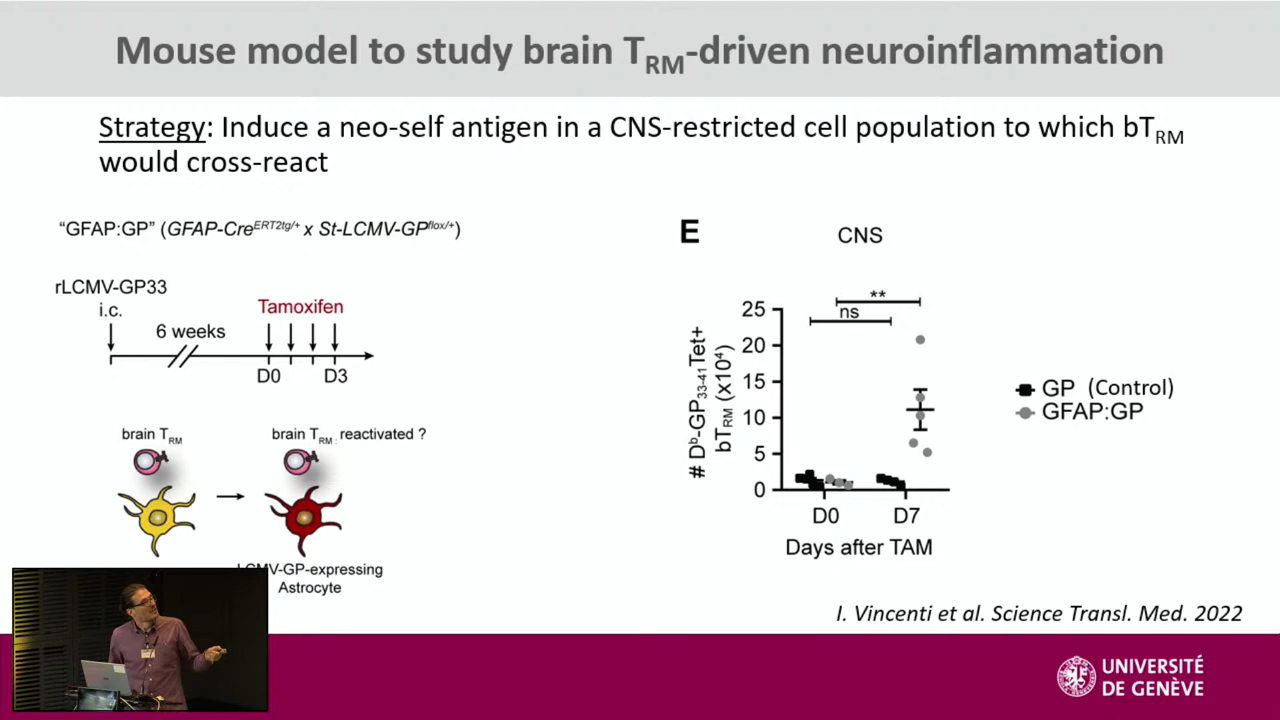 Mouse model to study brain TRM-driven neuroinflammation
Strategy: Induce a neo-self antigen in a CNS-restricted cell population to which bTRM
would cross-react
“GFAP:GP” (GFAP-CreERT2tg/+ x St-LCMV-GPflox/+)
rLCMV-GP33
i.c.
6 weeks
Tamoxifen
D0
D3
brain TRM
brain TRM reactivated ?
LCMV-GP-expressing
Astrocyte
E
CNS
**
ns
25
20
15
10
5
0
# Db-GP33-41Tet+
bTRM (x10⁴)
D0
D7
Days after TAM
GP (Control)
GFAP:GP
I. Vincenti et al. Science Transl. Med. 2022
UNIVERSITÉ
DE GENÈVE